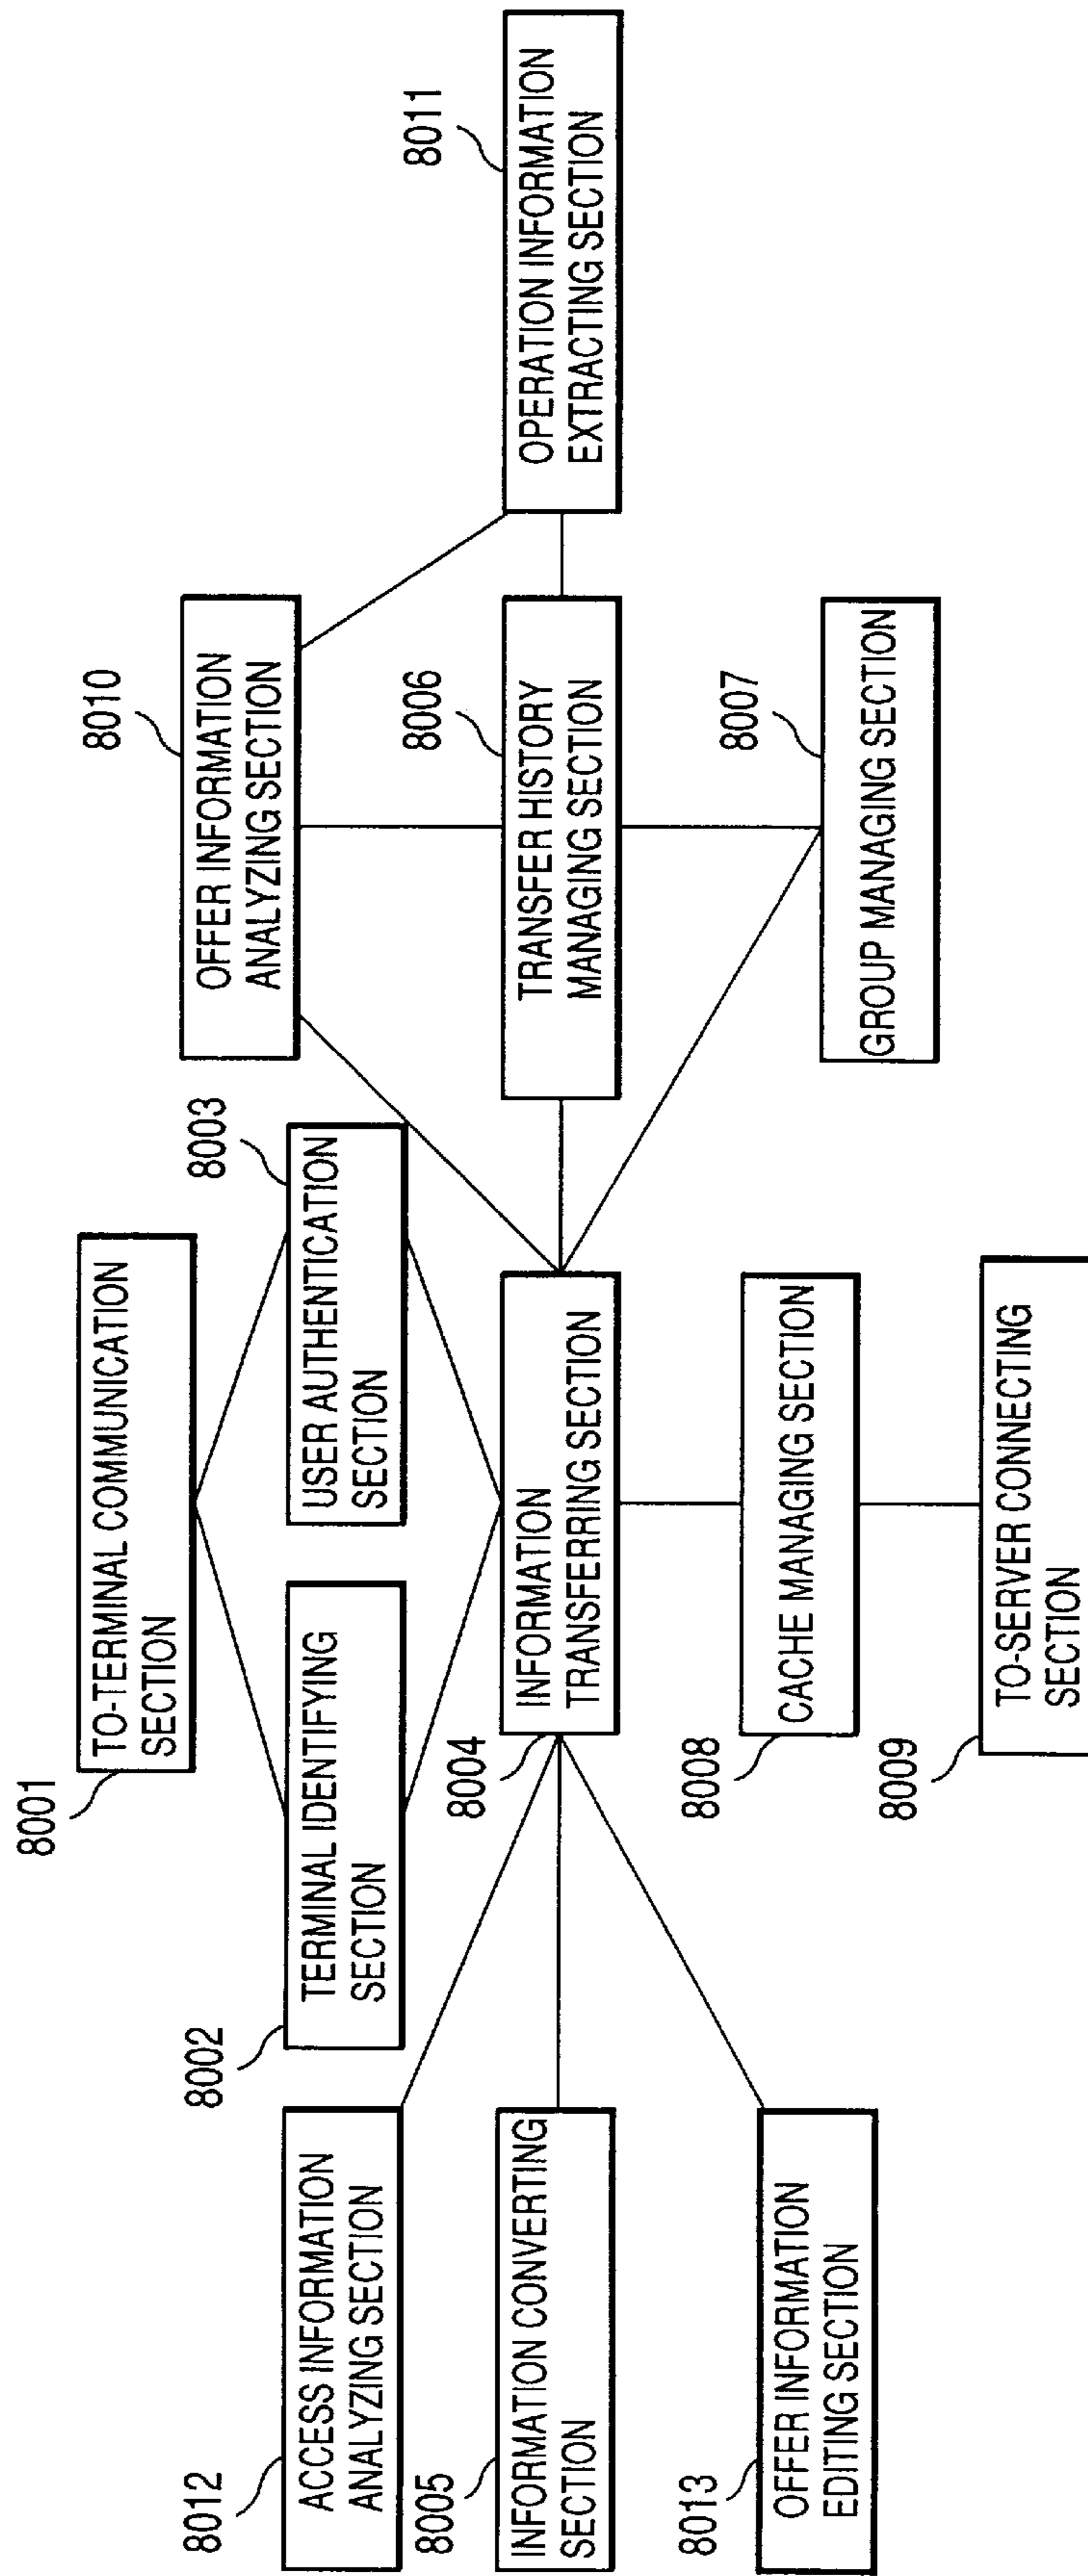 8001
TO-TERMINAL COMMUNICATION
SECTION
8002
TERMINAL IDENTIFYING
SECTION
8003
USER AUTHENTICATION
SECTION
8012
ACCESS INFORMATION
ANALYZING SECTION
8005
INFORMATION CONVERTING
SECTION
8013
OFFER INFORMATION
EDITING SECTION
8004
INFORMATION
TRANSFERRING SECTION
8008
CACHE MANAGING SECTION
8009
TO-SERVER CONNECTING
SECTION
8010
OFFER INFORMATION
ANALYZING SECTION
8006
TRANSFER HISTORY
MANAGING SECTION
8007
GROUP MANAGING SECTION
8011
OPERATION INFORMATION
EXTRACTING SECTION